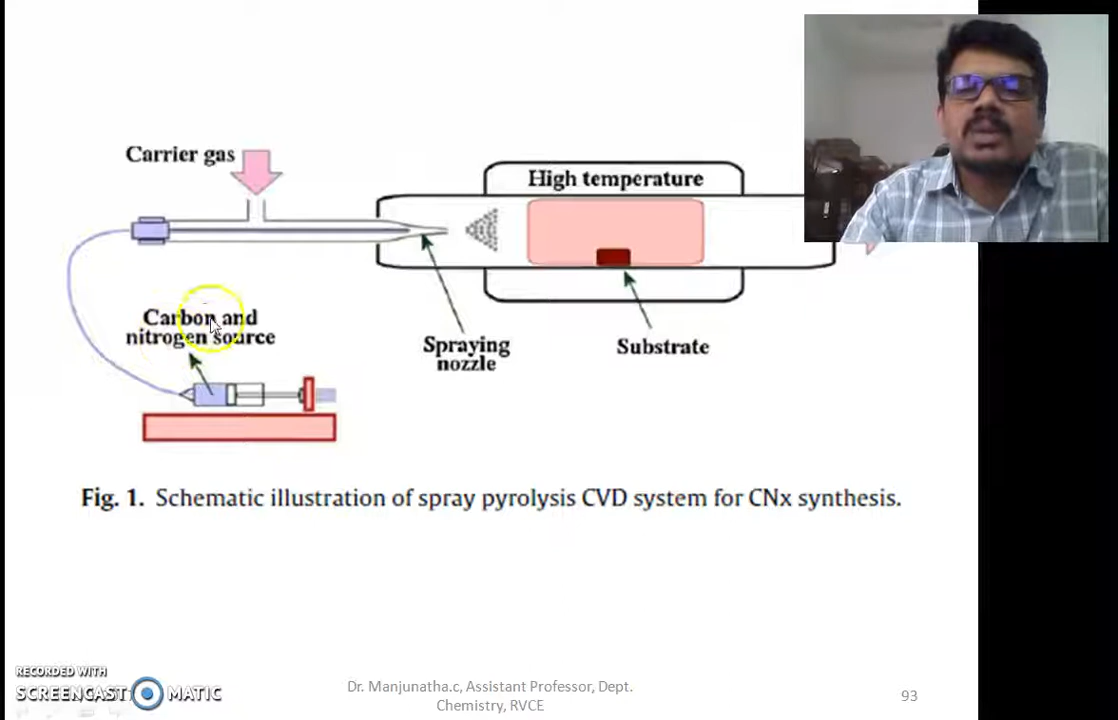 Carrier gas
High temperature
Carbon and
nitrogen source
Spraying
nozzle
Substrate
Fig. 1. Schematic illustration of spray pyrolysis CVD system for CNx synthesis.
RECORDED WITH
SCREENCAST MATIC
Dr. Manjunatha.c, Assistant Professor, Dept.
Chemistry, RVCE
93